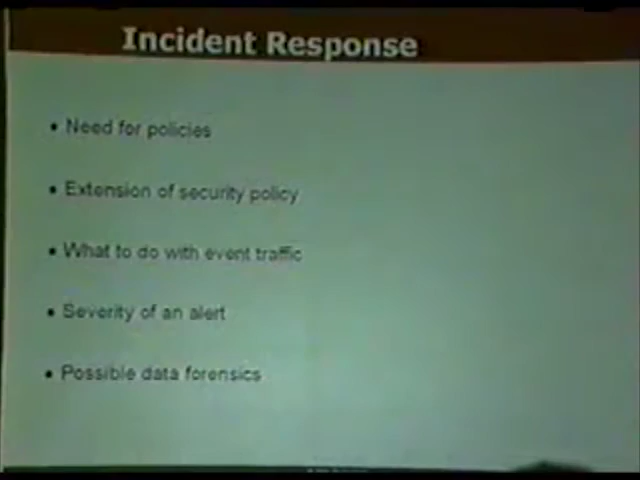 Incident Response
• Need for policies
• Extension of security policy
• What to do with event traffic
• Severity of an alert
• Possible data forensics